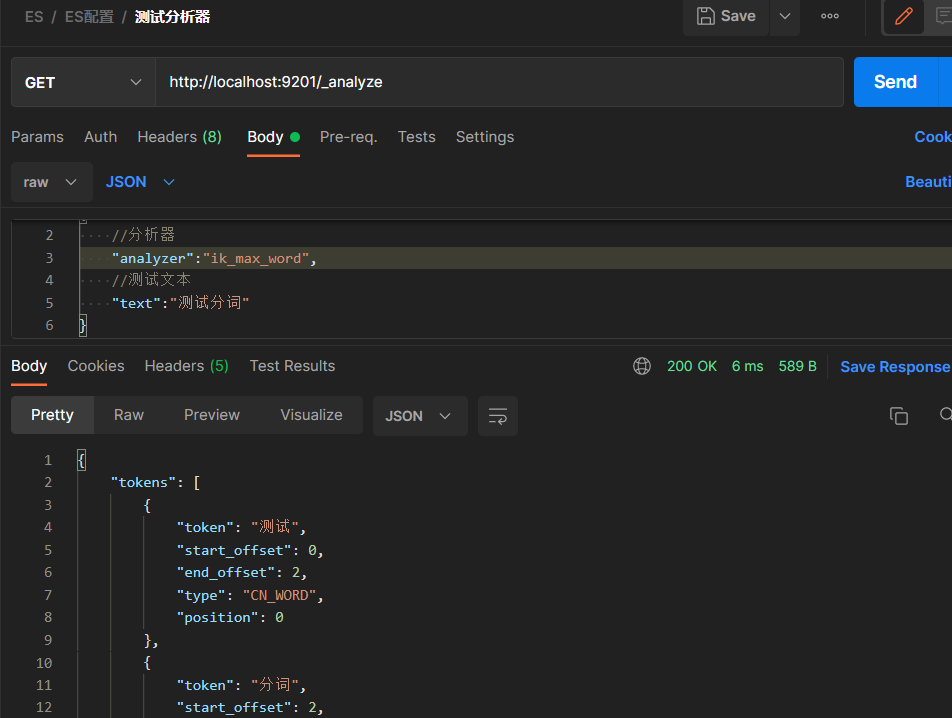 ES / ES配置 / 测试分析器
Save
GET
http://localhost:9201/_analyze
Send
Params Auth Headers (8) Body Pre-req. Tests Settings
Cook
raw JSON
Beauti
2 //分析器
3 "analyzer":"ik_max_word",
4 //测试文本
5 "text":"测试分词"
6 }
Body Cookies Headers (5) Test Results
200 OK 6 ms 589 B Save Response
Pretty Raw Preview Visualize JSON
1 {
2 "tokens": [
3 {
4 "token": "测试",
5 "start_offset": 0,
6 "end_offset": 2,
7 "type": "CN_WORD",
8 "position": 0
9 },
10 {
11 "token": "分词",
12 "start_offset": 2,